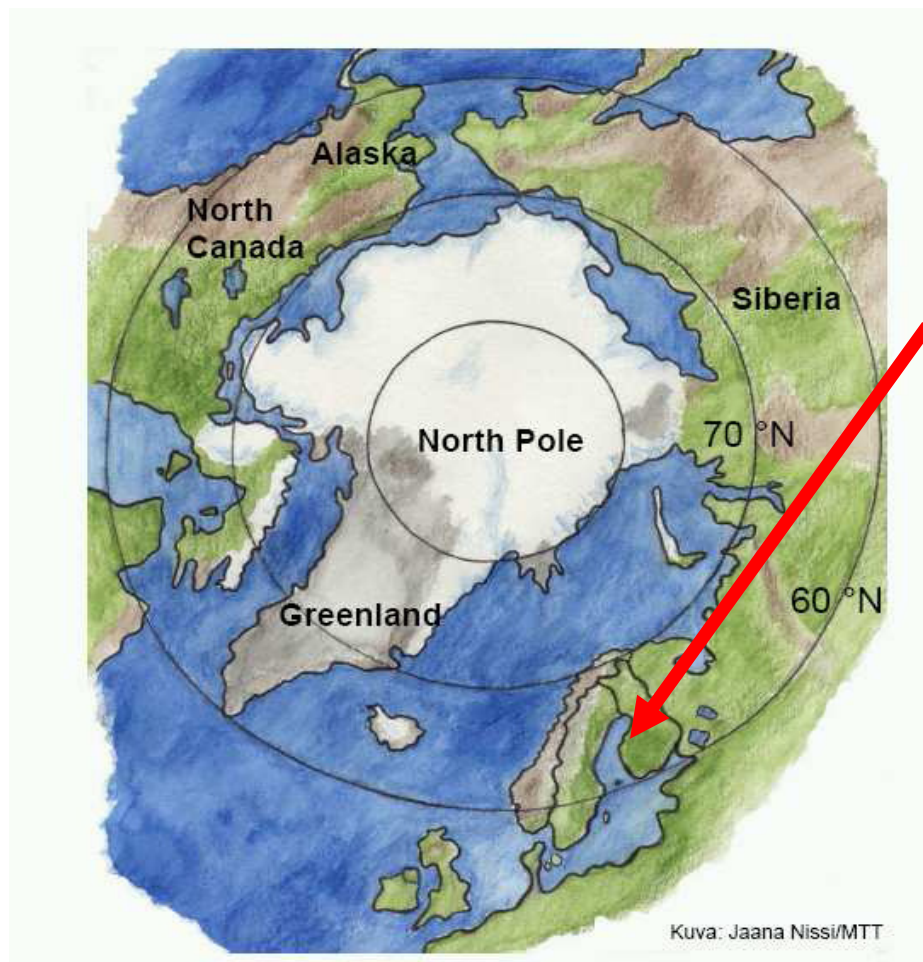 Alaska
North
Canada
Siberia
North Pole
70 °N
60 °N
Greenland
Kuva: Jaana Nissi/MTT